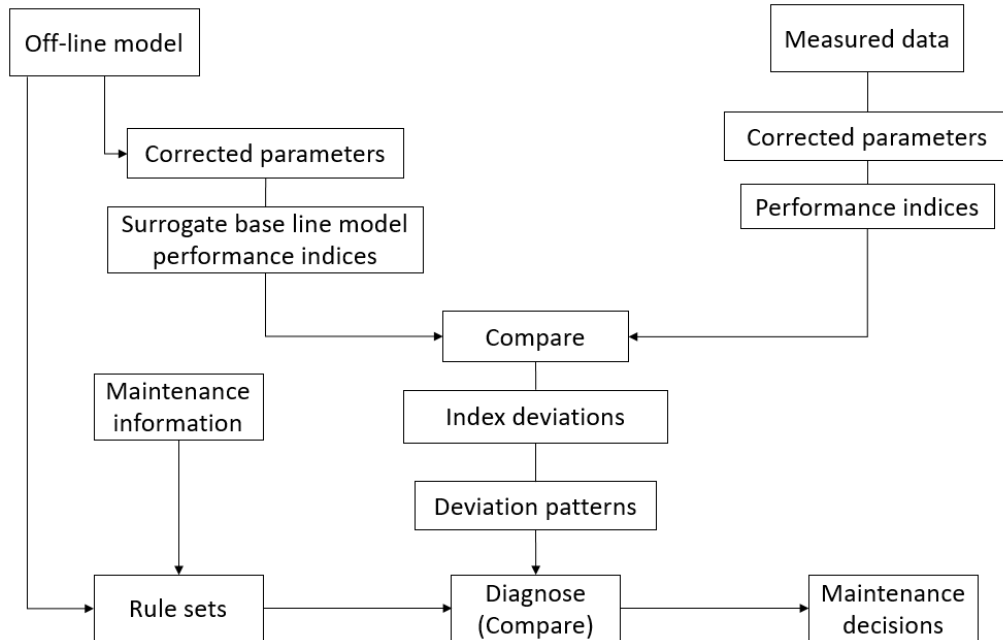 Off-line model
Measured data
Corrected parameters
Corrected parameters
Performance indices
Surrogate base line model
performance indices
Compare
Maintenance
information
Index deviations
Deviation patterns
Rule sets
Diagnose
(Compare)
Maintenance
decisions